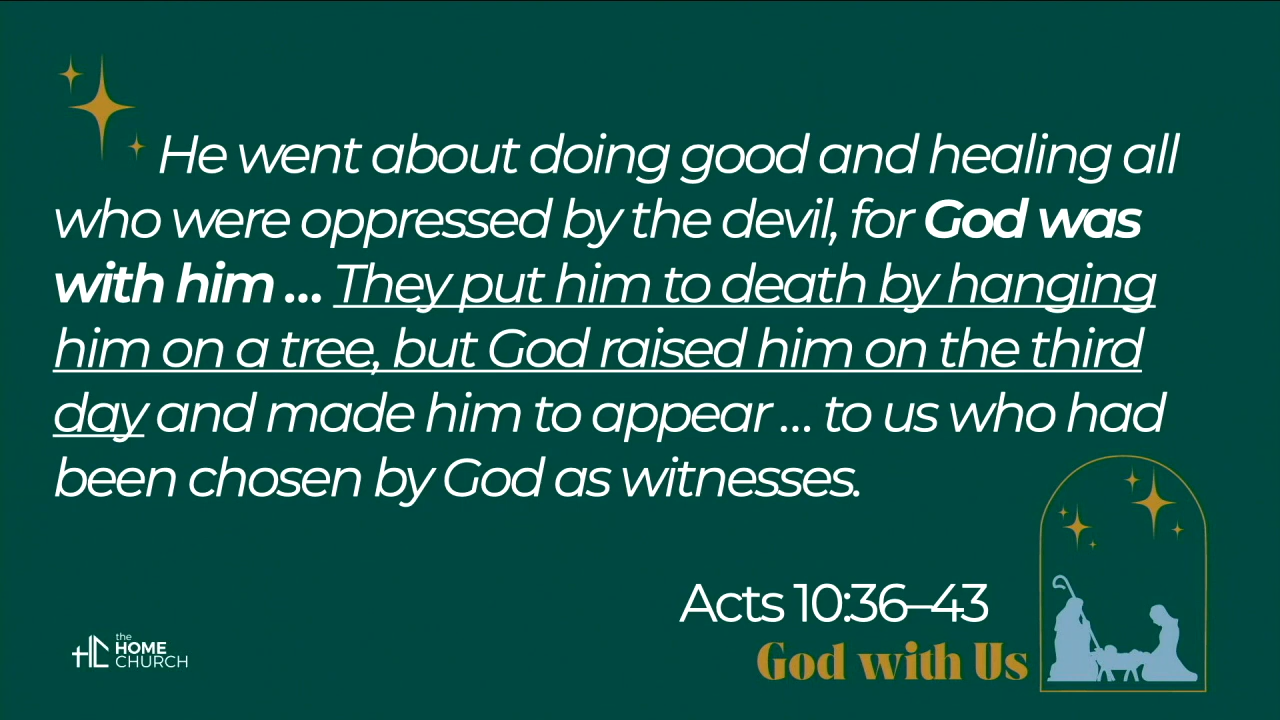 He went about doing good and healing all
who were oppressed by the devil, for God was
with him ... They put him to death by hanging
him on a tree, but God raised him on the third
day and made him to appear ... to us who had
been chosen by God as witnesses.
Acts 10:36–43
God with Us
the
HOME
CHURCH